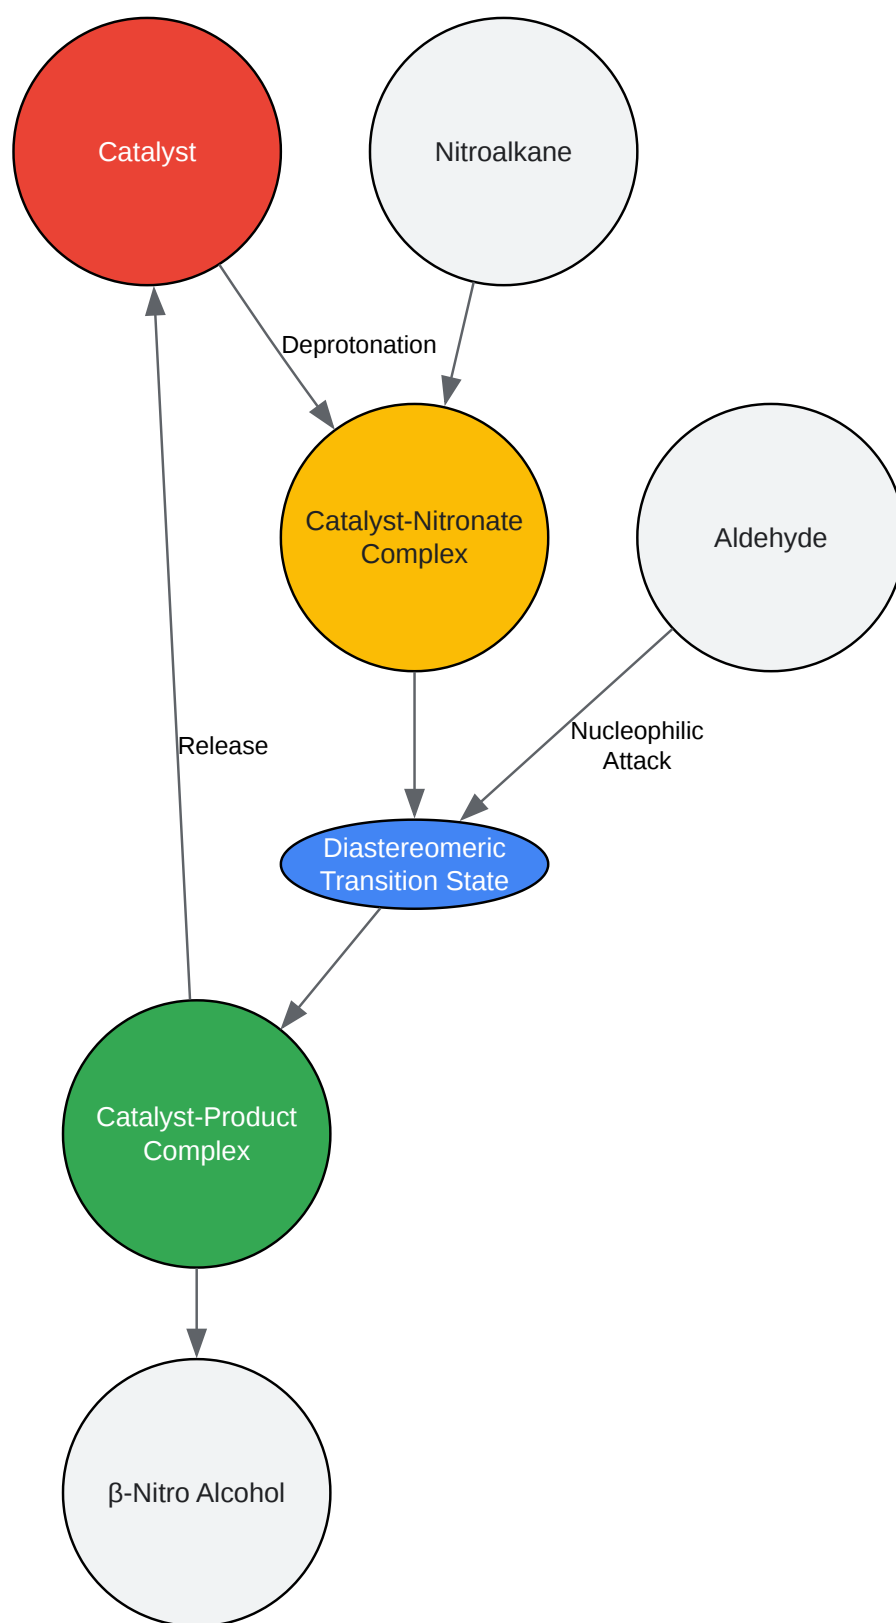 Catalyst
Nitroalkane
Deprotonation
Catalyst-Nitronate
Complex
Aldehyde
Release
Nucleophilic
Attack
Diastereomeric
Transition State
Catalyst-Product
Complex
β-Nitro Alcohol